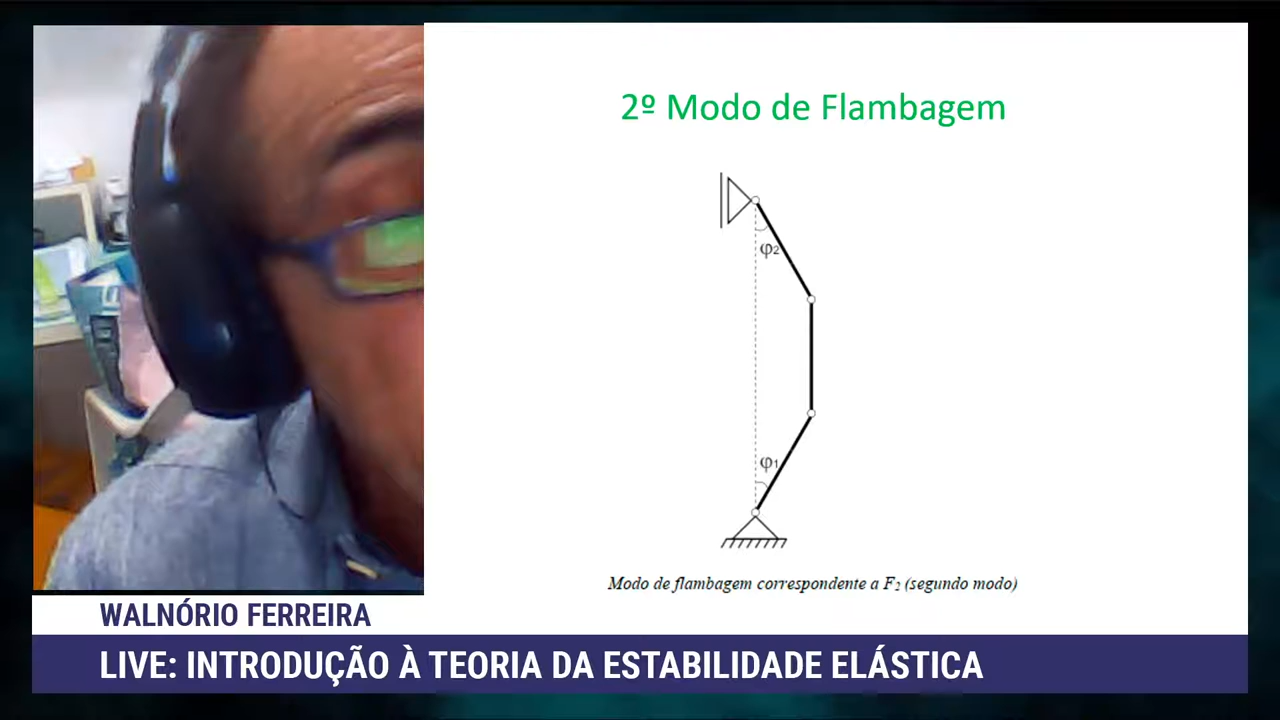 2º Modo de Flambagem
φ2
φ1
Modo de flambagem correspondente a F2 (segundo modo)
WALNÓRIO FERREIRA
LIVE: INTRODUÇÃO À TEORIA DA ESTABILIDADE ELÁSTICA